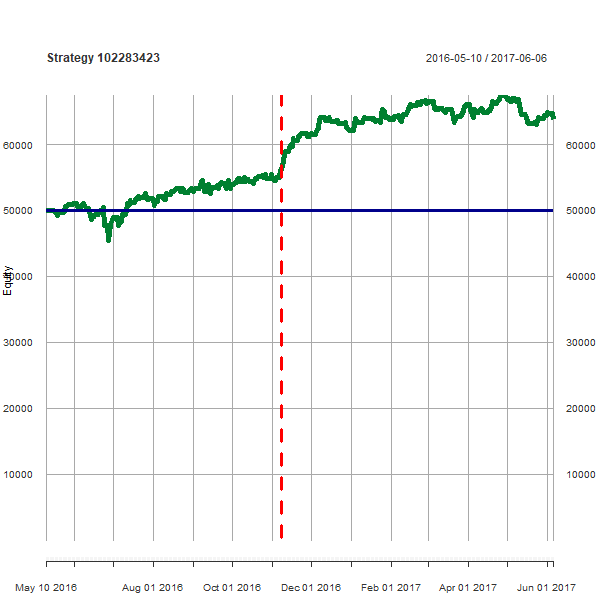 Strategy 102283423
2016-05-10 / 2017-06-06
60000
60000
50000
50000
Equity
40000
40000
30000
30000
20000
20000
10000
10000
May 10 2016
Aug 01 2016
Oct 01 2016
Dec 01 2016
Feb 01 2017
Apr 01 2017
Jun 01 2017